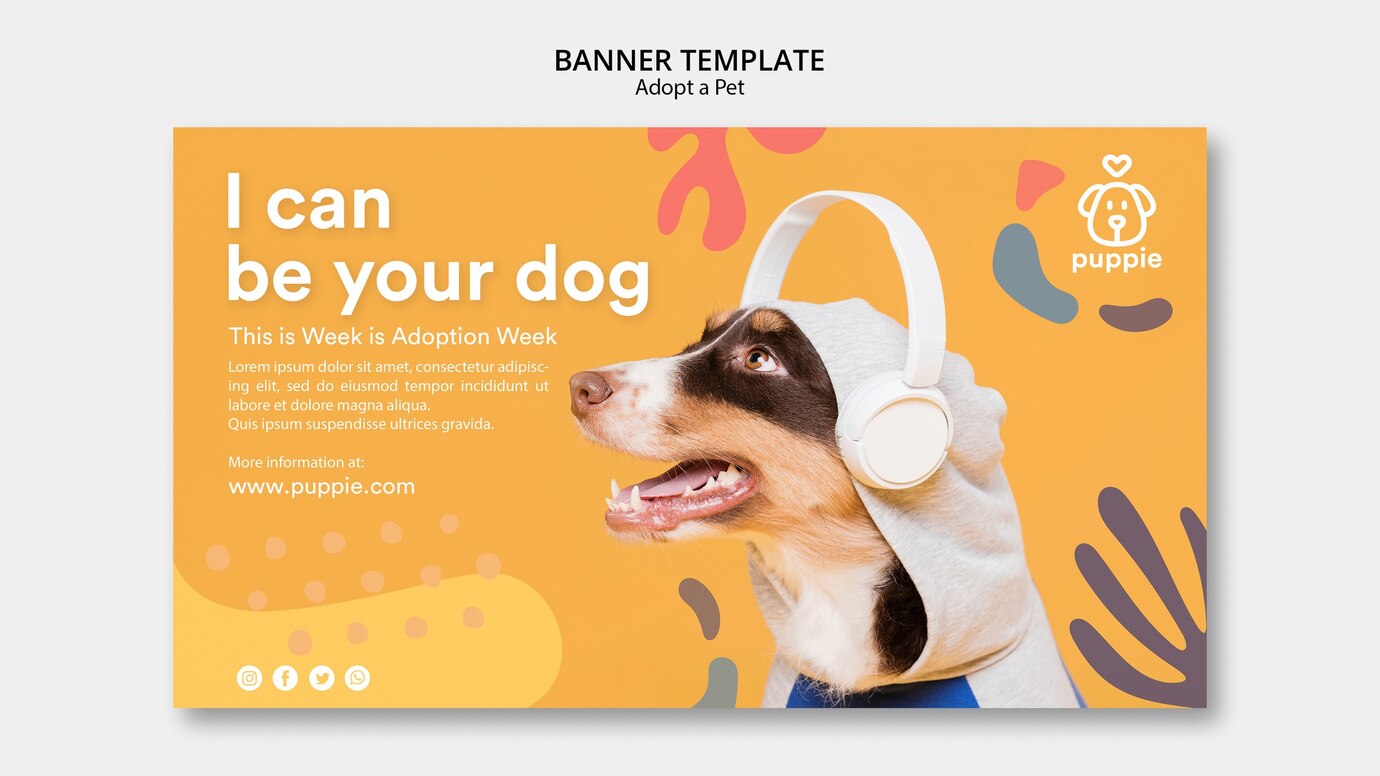 BANNER TEMPLATE
Adopt a Pet
I can
be your dog
This is Week is Adoption Week
Lorem ipsum dolor sit amet, consectetur adipisc-
ing elit, sed do eiusmod tempor incididunt ut
labore et dolore magna aliqua.
Quis ipsum suspendisse ultrices gravida.
More information at:
www.puppie.com
puppie